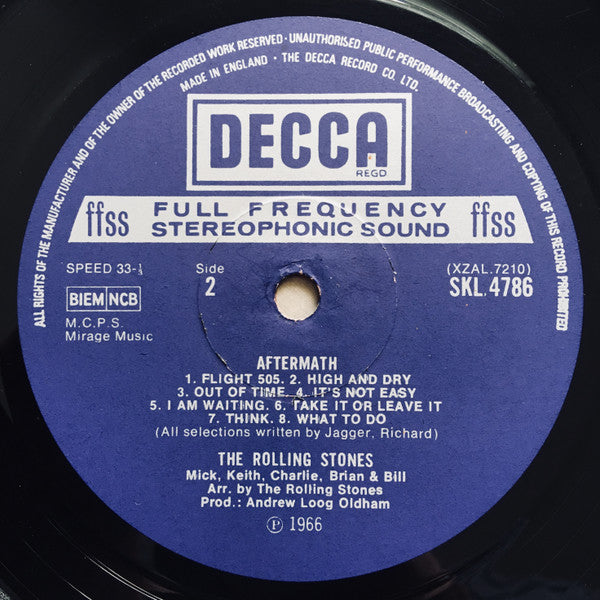 ALL RIGHTS OF THE MANUFACTURER AND OF THE OWNER OF THE RECORDED WORK RESERVED · UNAUTHORISED PUBLIC PERFORMANCE BROADCASTING AND COPYING OF THIS RECORD PROHIBITED
MADE IN ENGLAND · THE DECCA RECORD CO. LTD.
DECCA
REGD
ffss FULL FREQUENCY ffss
STEREOPHONIC SOUND
SPEED 33-⅓ Side (XZAL.7210)
2 SKL.4786
BIEM NCB
M.C.P.S.
Mirage Music
AFTERMATH
1. FLIGHT 505. 2. HIGH AND DRY
3. OUT OF TIME. 4. IT'S NOT EASY
5. I AM WAITING. 6. TAKE IT OR LEAVE IT
7. THINK. 8. WHAT TO DO
(All selections written by Jagger, Richard)
THE ROLLING STONES
Mick, Keith, Charlie, Brian & Bill
Arr. by The Rolling Stones
Prod.: Andrew Loog Oldham
℗ 1966